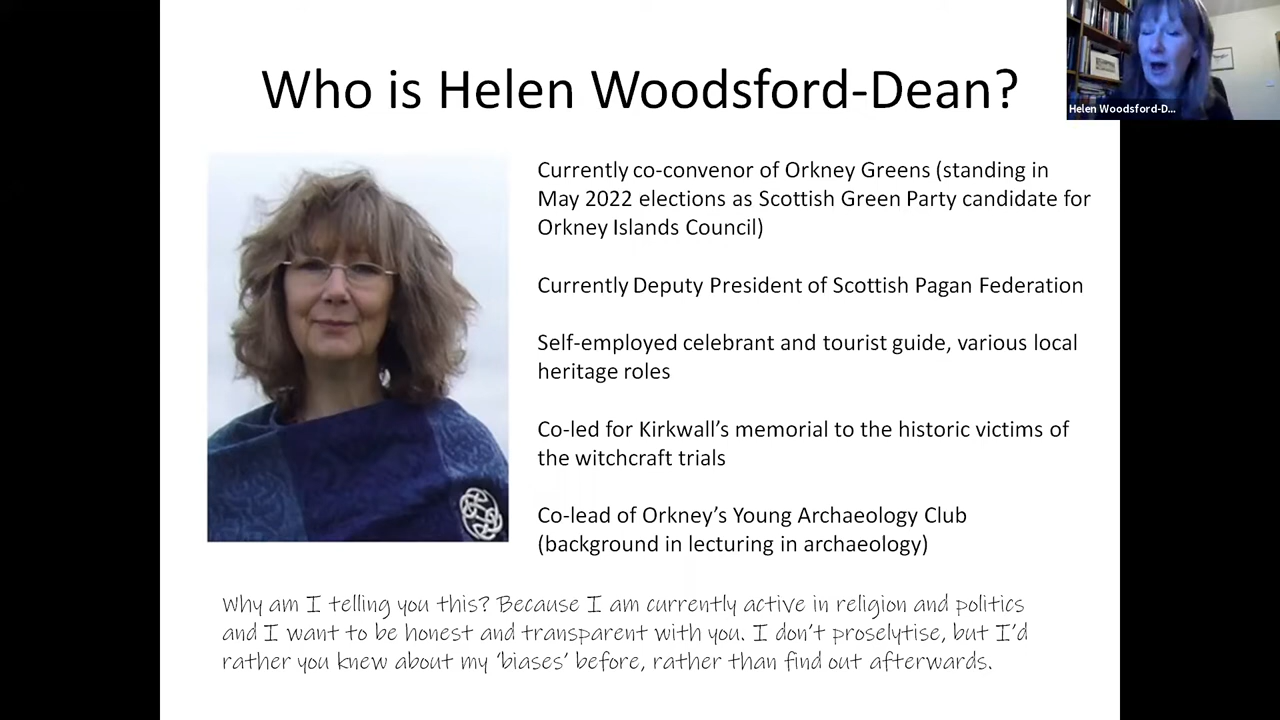 Who is Helen Woodsford-Dean?
Helen Woodsford-D...
Currently co-convenor of Orkney Greens (standing in
May 2022 elections as Scottish Green Party candidate for
Orkney Islands Council)
Currently Deputy President of Scottish Pagan Federation
Self-employed celebrant and tourist guide, various local
heritage roles
Co-led for Kirkwall’s memorial to the historic victims of
the witchcraft trials
Co-lead of Orkney’s Young Archaeology Club
(background in lecturing in archaeology)
Why am I telling you this? Because I am currently active in religion and politics
and I want to be honest and transparent with you. I don’t proselytise, but I’d
rather you knew about my ‘biases’ before, rather than find out afterwards.